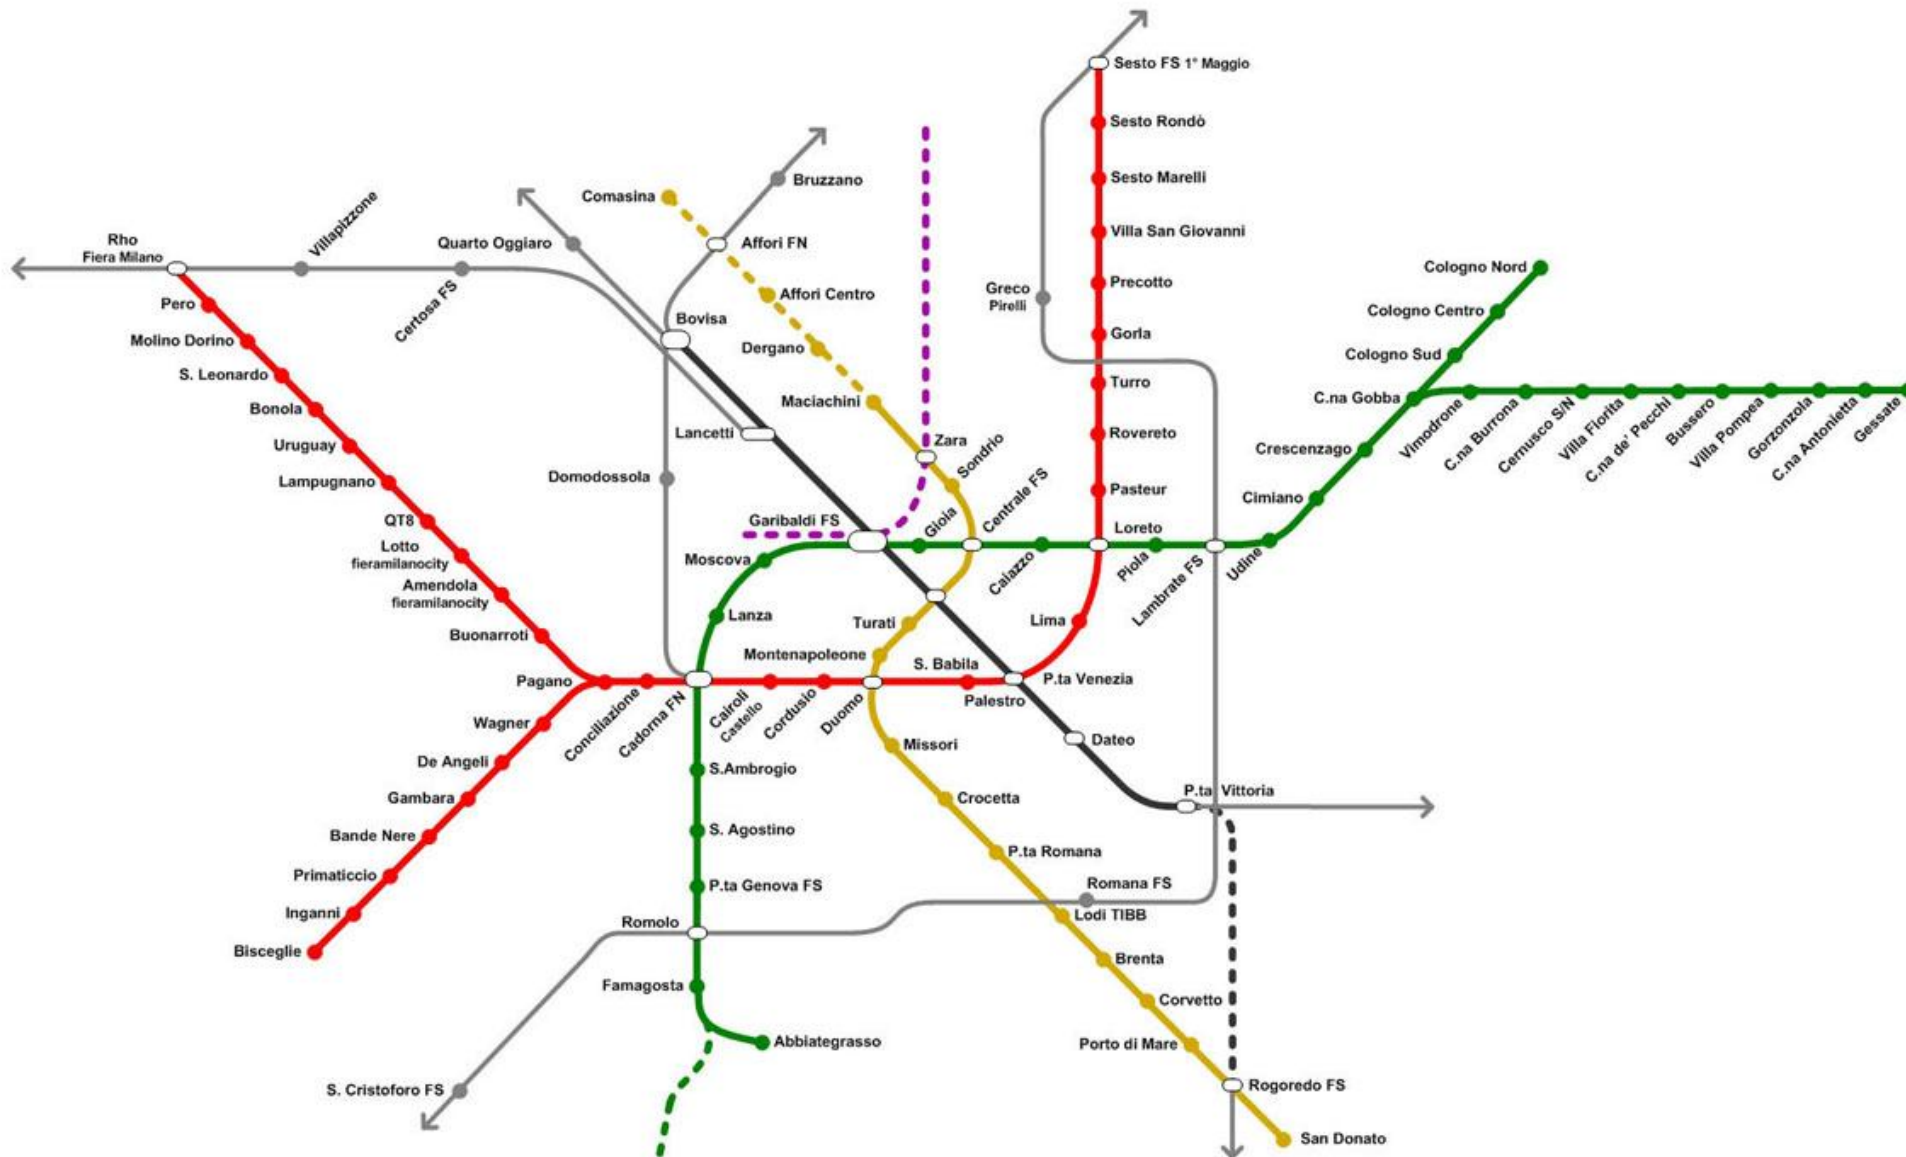 Sesto FS 1° Maggio
Sesto Rondò
Sesto Marelli
Villa San Giovanni
Precotto
Gorla
Turro
Rovereto
Pasteur
Loreto
Lima
P.ta Venezia
Palestro
S. Babila
Duomo
Cordusio
Cairoli
Castello
Cadorna FN
Conciliazione
Pagano
Buonarroti
Amendola
fieramilanocity
Lotto
fieramilanocity
QT8
Lampugnano
Uruguay
Bonola
S. Leonardo
Molino Dorino
Pero
Rho
Fiera Milano
Wagner
De Angeli
Gambara
Bande Nere
Primaticcio
Inganni
Bisceglie
Villapizzone
Certosa FS
Quarto Oggiaro
Bovisa
Lancetti
Domodossola
Bruzzano
Comasina
Affori FN
Affori Centro
Dergano
Maciachini
Zara
Sondrio
Centrale FS
Turati
Montenapoleone
Missori
Crocetta
P.ta Romana
Lodi TIBB
Brenta
Corvetto
Porto di Mare
Rogoredo FS
San Donato
Greco
Pirelli
Cologno Nord
Cologno Centro
Cologno Sud
C.na Gobba
Vimodrone
C.na Burrona
Cernusco S/N
Villa Fiorita
C.na de' Pecchi
Bussero
Villa Pompea
Gorgonzola
C.na Antonietta
Gessate
Crescenzago
Cimiano
Udine
Lambrate FS
Piola
Caiazzo
Gioia
Garibaldi FS
Moscova
Lanza
S.Ambrogio
S. Agostino
P.ta Genova FS
Romolo
Famagosta
Abbiategrasso
S. Cristoforo FS
Romana FS
Dateo
P.ta Vittoria